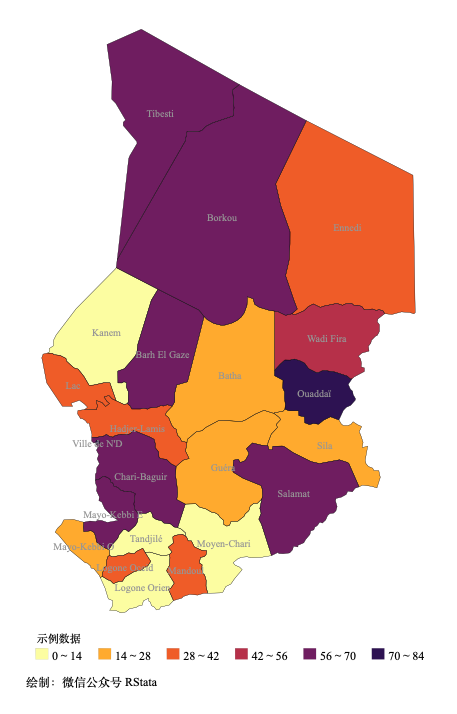 Tibesti
Borkou
Ennedi
Kanem
Wadi Fira
Barh El Gaze
Batha
Lac
Ouaddaï
Hadjer-Lamis
Ville de N'D
Sila
Guéra
Chari-Baguir
Salamat
Mayo-Kebbi E
Tandjilé
Moyen-Chari
Mayo-Kebbi O
Logone Occid
Mandoul
Logone Orien
示例数据
0 ~ 14 14 ~ 28 28 ~ 42 42 ~ 56 56 ~ 70 70 ~ 84
绘制：微信公众号 RStata